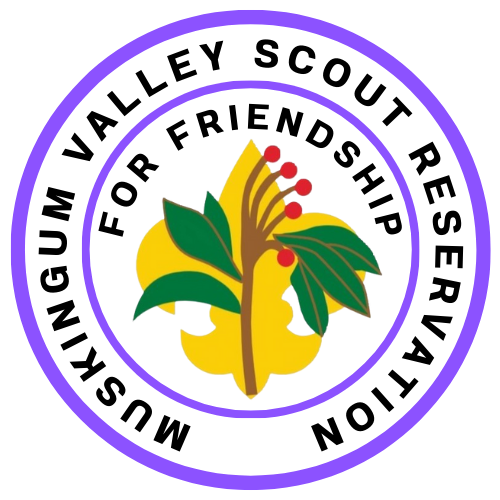 MUSKINGUM VALLEY SCOUT RESERVATION
FOR FRIENDSHIP